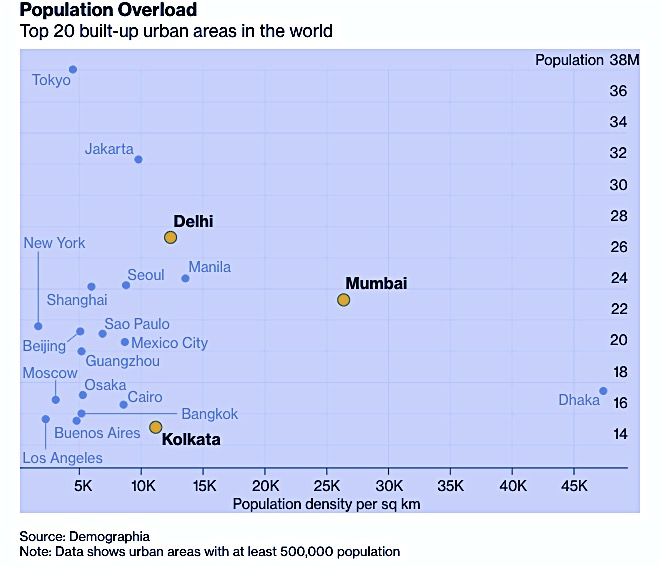 Population Overload
Top 20 built-up urban areas in the world
Population 38M
Tokyo
36
34
Jakarta
32
30
Delhi
28
New York
26
Manila
Seoul
24
Mumbai
Shanghai
22
Sao Paulo
Beijing
Mexico City
20
Guangzhou
Moscow
18
Osaka
Cairo
Dhaka
16
Bangkok
Buenos Aires
Kolkata
14
Los Angeles
5K 10K 15K 20K 25K 30K 35K 40K 45K
Population density per sq km
Source: Demographia
Note: Data shows urban areas with at least 500,000 population